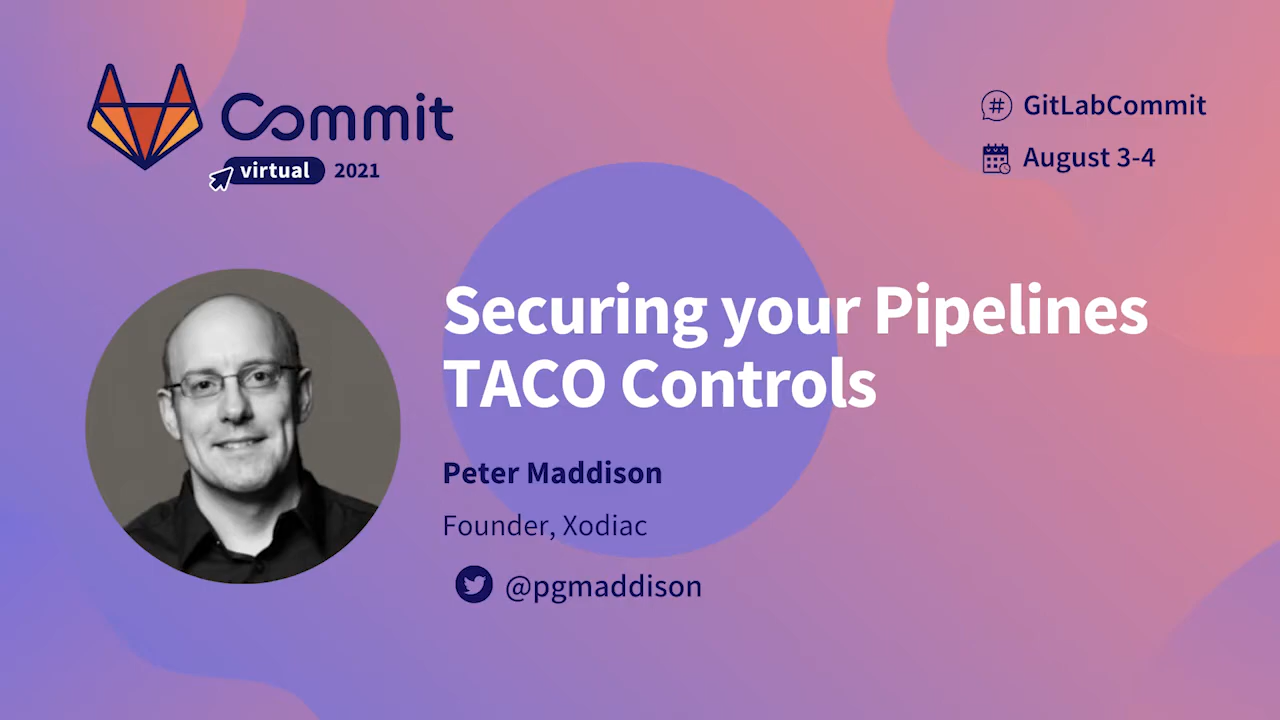 Commit
virtual 2021
# GitLabCommit
August 3-4
Securing your Pipelines
TACO Controls
Peter Maddison
Founder, Xodiac
@pgmaddison